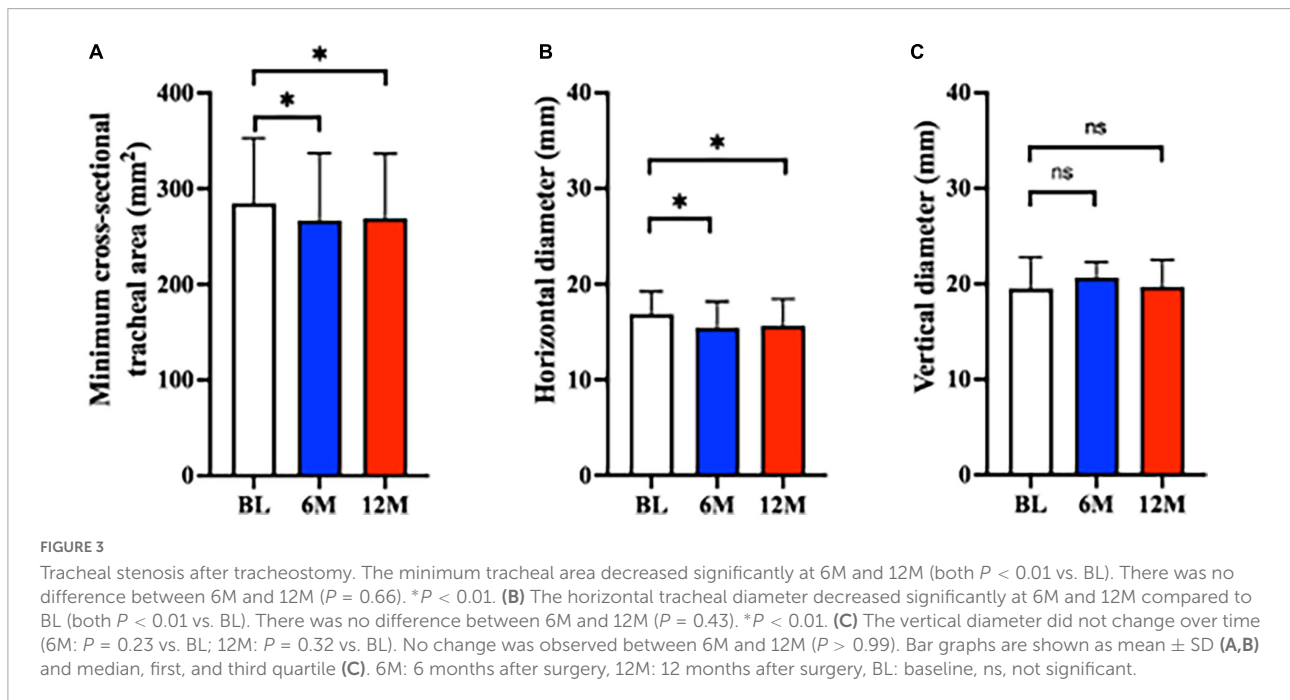 A
B
C
*
*
400
300
200
100
0
Minimum cross-sectional
tracheal area (mm²)
BL 6M 12M
*
*
40
30
20
10
0
Horizontal diameter (mm)
BL 6M 12M
ns
ns
40
30
20
10
0
Vertical diameter (mm)
BL 6M 12M
FIGURE 3
Tracheal stenosis after tracheostomy. The minimum tracheal area decreased significantly at 6M and 12M (both P < 0.01 vs. BL). There was no
difference between 6M and 12M (P = 0.66). *P < 0.01. (B) The horizontal tracheal diameter decreased significantly at 6M and 12M compared to
BL (both P < 0.01 vs. BL). There was no difference between 6M and 12M (P = 0.43). *P < 0.01. (C) The vertical diameter did not change over time
(6M: P = 0.23 vs. BL; 12M: P = 0.32 vs. BL). No change was observed between 6M and 12M (P > 0.99). Bar graphs are shown as mean ± SD (A,B)
and median, first, and third quartile (C). 6M: 6 months after surgery, 12M: 12 months after surgery, BL: baseline, ns, not significant.